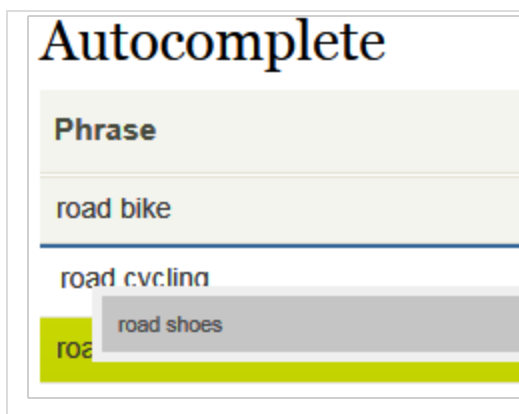 Autocomplete
Phrase
road bike
road cycling
road shoes